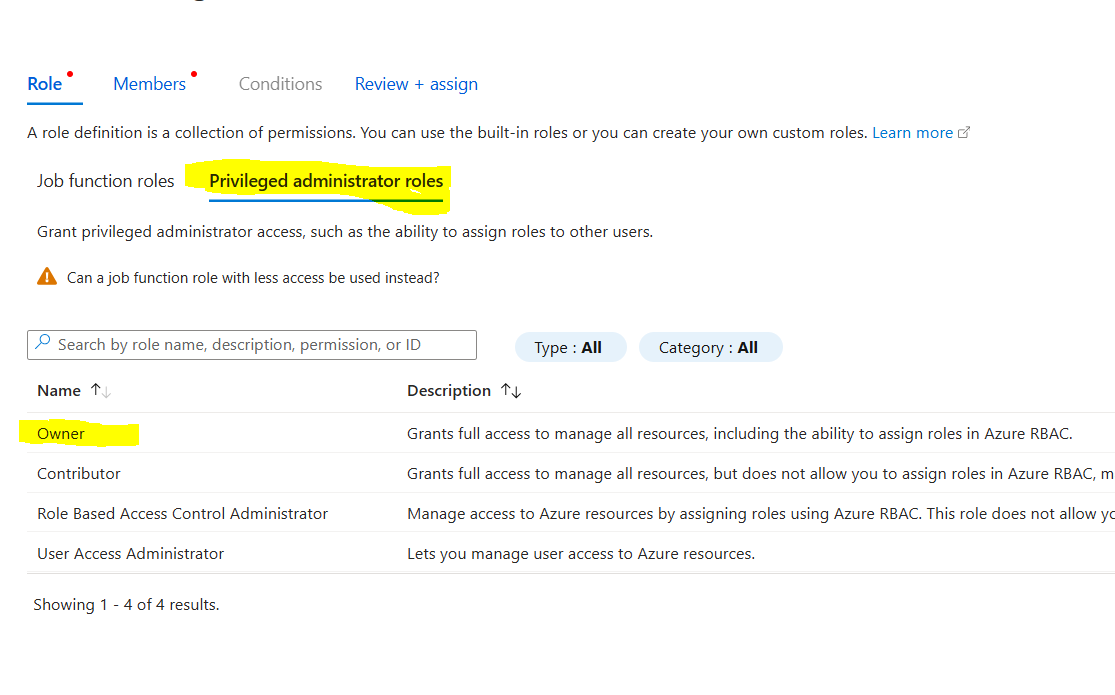 Role Members Conditions Review + assign
A role definition is a collection of permissions. You can use the built-in roles or you can create your own custom roles. Learn more
Job function roles Privileged administrator roles
Grant privileged administrator access, such as the ability to assign roles to other users.
Can a job function role with less access be used instead?
Search by role name, description, permission, or ID Type : All Category : All
Name Description
Owner Grants full access to manage all resources, including the ability to assign roles in Azure RBAC.
Contributor Grants full access to manage all resources, but does not allow you to assign roles in Azure RBAC,
Role Based Access Control Administrator Manage access to Azure resources by assigning roles using Azure RBAC. This role does not allow
User Access Administrator Lets you manage user access to Azure resources.
Showing 1 - 4 of 4 results.